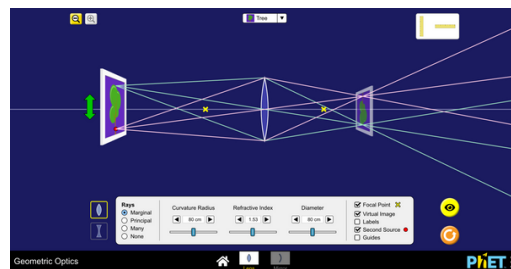 Tree
Rays
Marginal
Principal
Many
None
Curvature Radius
80 cm
Refractive Index
1.53
Diameter
80 cm
Focal Point
Virtual Image
Labels
Second Source
Guides
Geometric Optics
Lens
Mirror
PhET